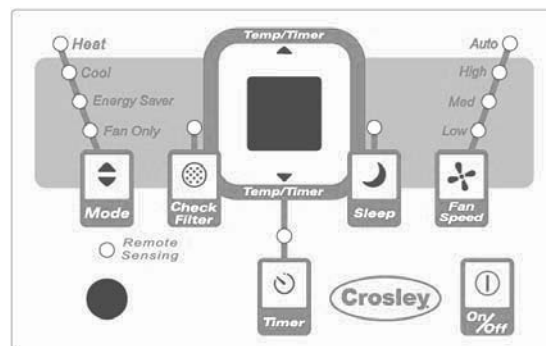 Heat
Temp/Timer
Auto
Cool
High
Energy Saver
Med
Fan Only
Low
Temp/Timer
Mode
Check
Filter
Sleep
Fan
Speed
Remote
Sensing
Timer
Crosley
On/Off